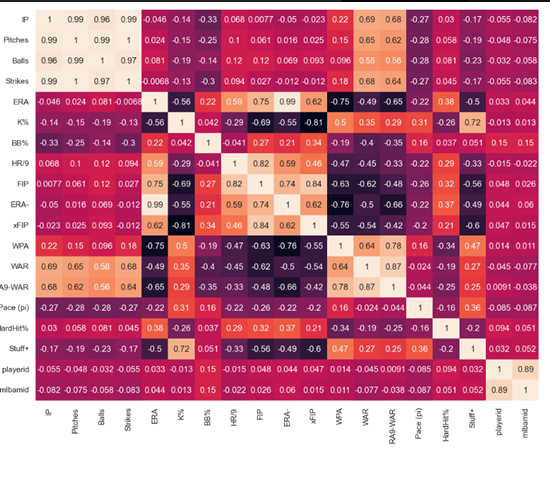 IP 1 0.99 0.96 0.99 -0.046 -0.14 -0.33 0.068 0.0077 -0.05 -0.023 0.22 0.69 0.68 -0.27 0.03 -0.17 -0.055 -0.082
Pitches 0.99 1 0.99 1 0.024 -0.15 -0.25 0.1 0.061 0.016 0.025 0.15 0.65 0.62 -0.28 0.058 -0.19 -0.048 -0.075
Balls 0.96 0.99 1 0.97 0.081 -0.19 -0.14 0.12 0.12 0.069 0.093 0.096 0.58 0.56 -0.28 0.081 -0.23 -0.032 -0.058
Strikes 0.99 1 0.97 1 -0.0068 -0.13 -0.3 0.094 0.027 -0.012 -0.012 0.18 0.68 0.64 -0.27 0.045 -0.17 -0.055 -0.083
ERA -0.046 0.024 0.081 -0.0068 1 -0.56 0.22 0.59 0.75 0.99 0.62 -0.75 -0.49 -0.65 -0.22 0.38 -0.5 0.033 0.044
K% -0.14 -0.15 -0.19 -0.13 -0.56 1 0.042 -0.29 -0.69 -0.55 -0.81 0.5 0.35 0.29 0.31 -0.26 0.72 -0.013 0.013
BB% -0.33 -0.25 -0.14 -0.3 0.22 0.042 1 -0.041 0.27 0.21 0.34 -0.19 -0.4 -0.35 0.16 0.037 0.051 0.15 0.15
HR/9 0.068 0.1 0.12 0.094 0.59 -0.29 -0.041 1 0.82 0.59 0.46 -0.47 -0.45 -0.33 -0.22 0.29 -0.33 -0.015 -0.022
FIP 0.0077 0.061 0.12 0.027 0.75 -0.69 0.27 0.82 1 0.74 0.84 -0.63 -0.62 -0.48 -0.26 0.32 -0.56 0.048 0.026
ERA- -0.05 0.016 0.069 -0.012 0.99 -0.55 0.21 0.59 0.74 1 0.62 -0.76 -0.5 -0.66 -0.22 0.37 -0.49 0.044 0.06
xFIP -0.023 0.025 0.093 -0.012 0.62 -0.81 0.34 0.46 0.84 0.62 1 -0.55 -0.54 -0.42 -0.2 0.21 -0.6 0.047 0.015
WPA 0.22 0.15 0.096 0.18 -0.75 0.5 -0.19 -0.47 -0.63 -0.76 -0.55 1 0.64 0.78 0.16 -0.34 0.47 0.014 0.011
WAR 0.69 0.65 0.58 0.68 -0.49 0.35 -0.4 -0.45 -0.62 -0.5 -0.54 0.64 1 0.87 -0.024 -0.19 0.27 -0.045 -0.077
A9-WAR 0.68 0.62 0.56 0.64 -0.65 0.29 -0.35 -0.33 -0.48 -0.66 -0.42 0.78 0.87 1 -0.044 -0.25 0.25 0.0091 -0.038
Pace (pi) -0.27 -0.28 -0.28 -0.27 -0.22 0.31 0.16 -0.22 -0.26 -0.22 -0.2 0.16 -0.024 -0.044 1 -0.16 0.36 -0.085 -0.087
HardHit% 0.03 0.058 0.081 0.045 0.38 -0.26 0.037 0.29 0.32 0.37 0.21 -0.34 -0.19 -0.25 -0.16 1 -0.2 0.094 0.051
Stuff+ -0.17 -0.19 -0.23 -0.17 -0.5 0.72 0.051 -0.33 -0.56 -0.49 -0.6 0.47 0.27 0.25 0.36 -0.2 1 0.032 0.052
playerid -0.055 -0.048 -0.032 -0.055 0.033 -0.013 0.15 -0.015 0.048 0.044 0.047 0.014 -0.045 0.0091 -0.085 0.094 0.032 1 0.89
mlbamid -0.082 -0.075 -0.058 -0.083 0.044 0.013 0.15 -0.022 0.026 0.06 0.015 0.011 -0.077 -0.038 -0.087 0.051 0.052 0.89 1
IP Pitches Balls Strikes ERA K% BB% HR/9 FIP ERA- xFIP WPA WAR RA9-WAR Pace (pi) HardHit% Stuff+ playerid mlbamid